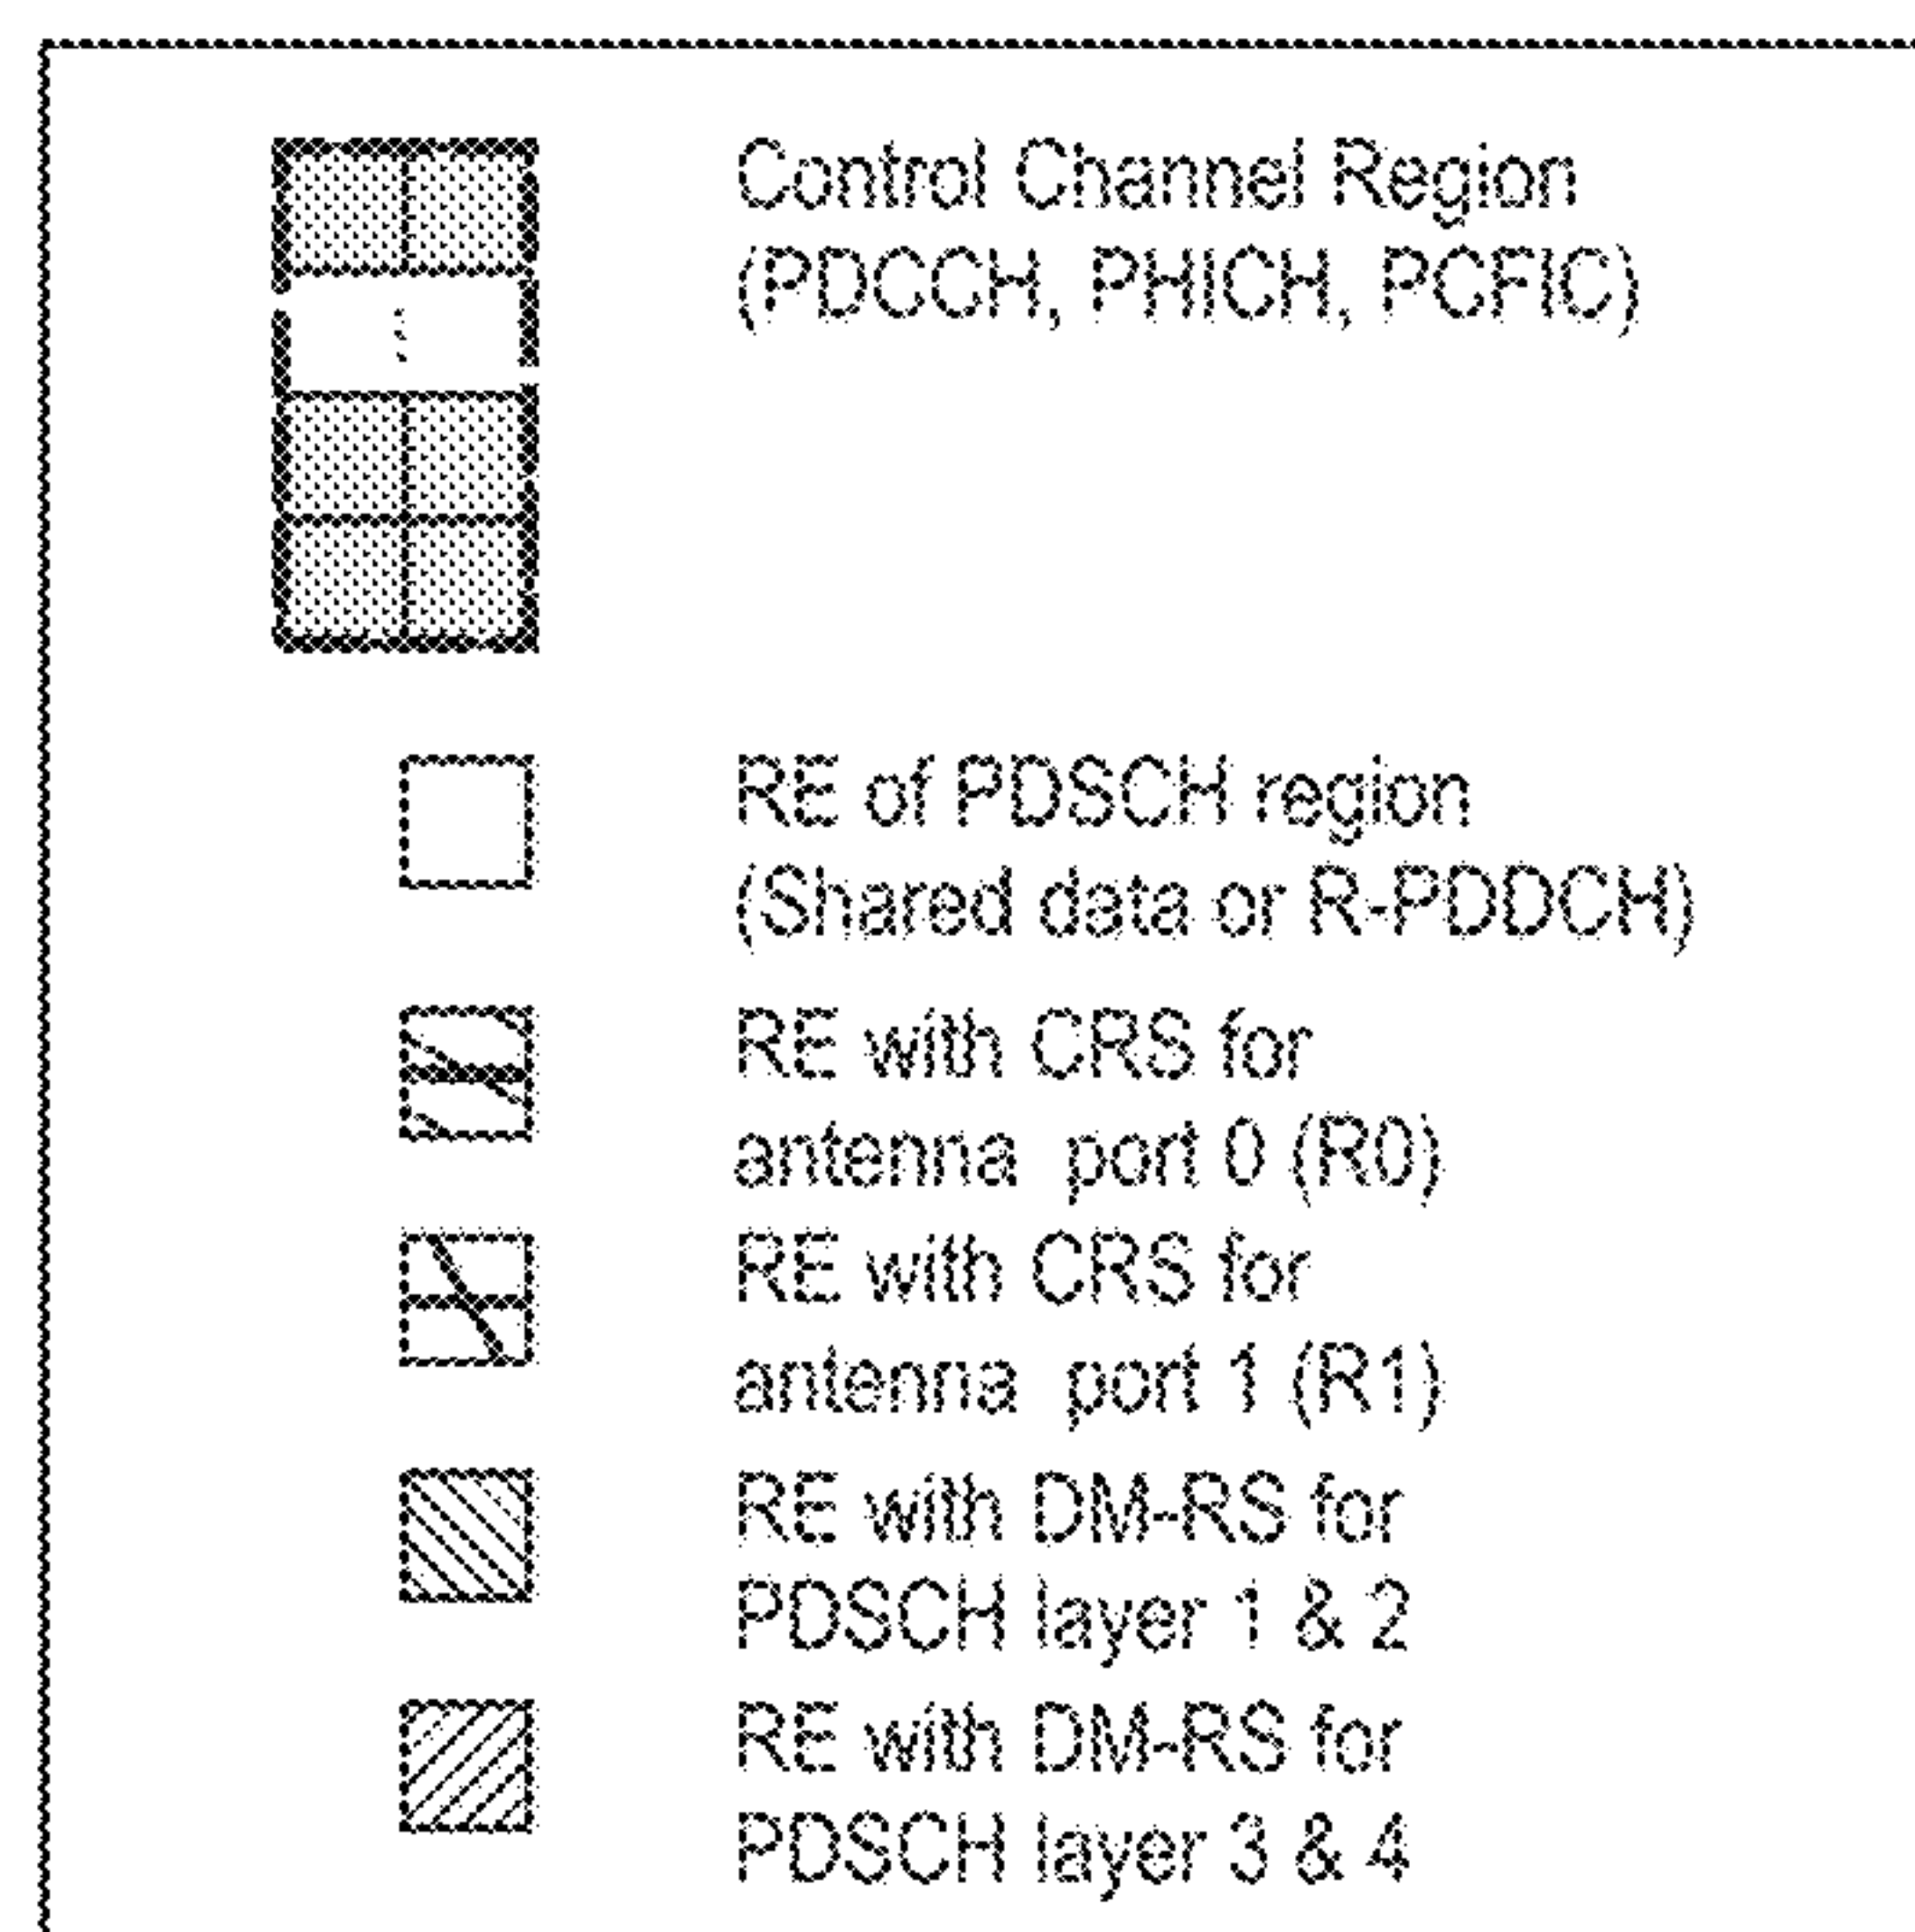 Control Channel Region
(PDCCH, PHICH, PCFIC)
RE of PDSCH region
(Shared data or R-PDDCH)
RE with CRS for
antenna port 0 (R0)
RE with CRS for
antenna port 1 (R1)
RE with DM-RS for
PDSCH layer 1 & 2
RE with DM-RS for
PDSCH layer 3 & 4